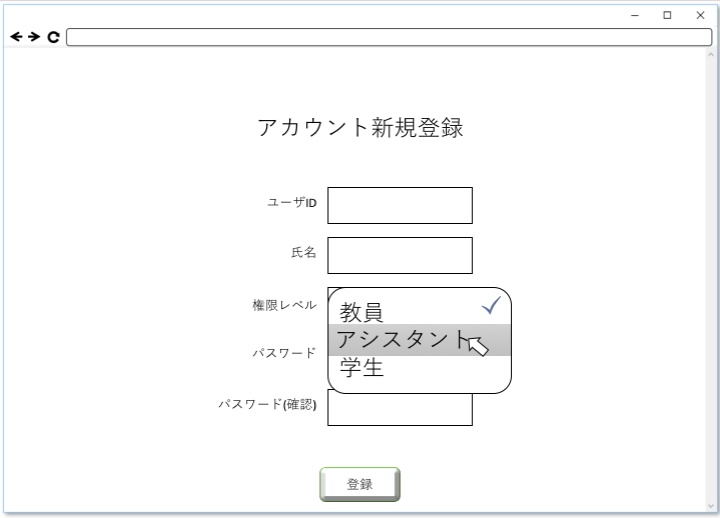 アカウント新規登録
ユーザID
氏名
権限レベル
教員
アシスタント
学生
パスワード
パスワード(確認)
登録